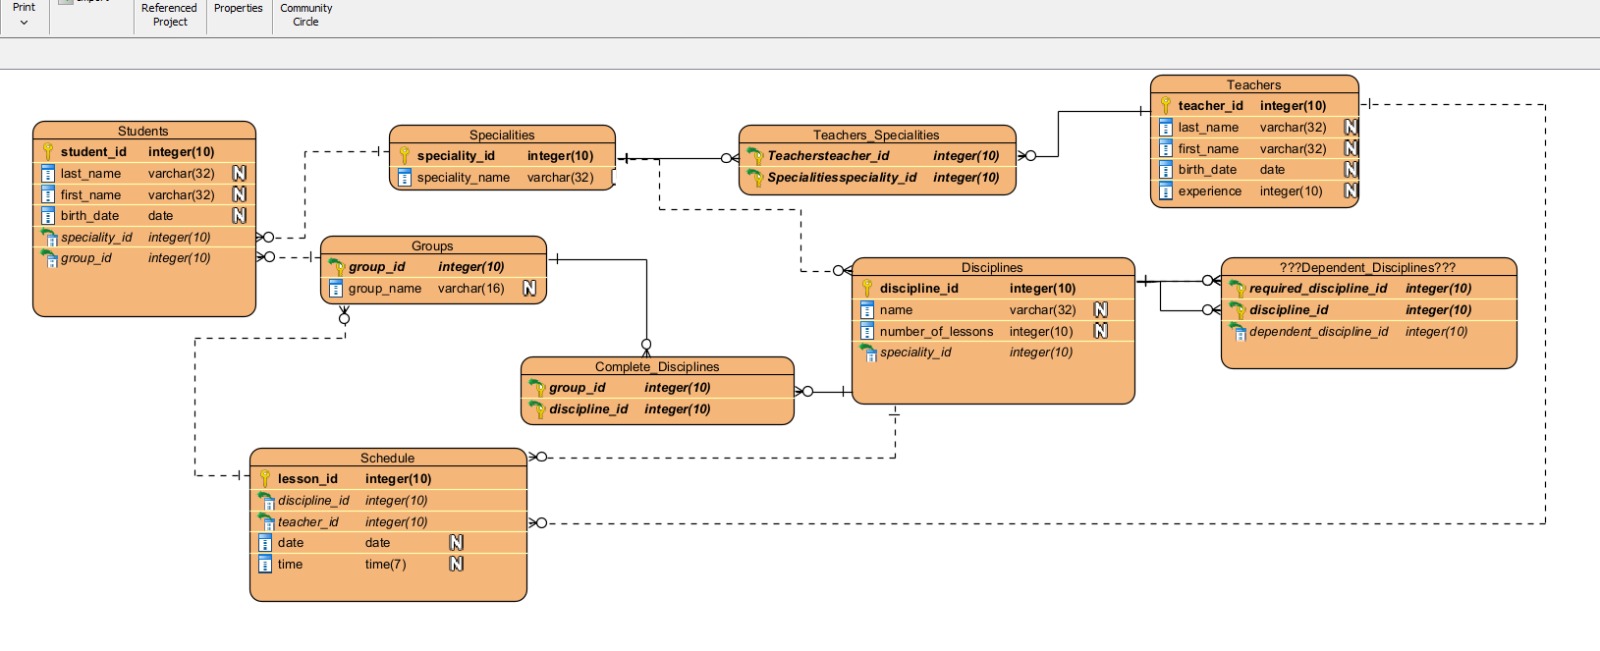 Print
Referenced
Project
Properties
Community
Circle
Students
student_id integer(10)
last_name varchar(32) N
first_name varchar(32) N
birth_date date N
speciality_id integer(10)
group_id integer(10)
Specialities
speciality_id integer(10)
speciality_name varchar(32)
Teachers_Specialities
Teachersteacher_id integer(10)
Specialitiesspeciality_id integer(10)
Teachers
teacher_id integer(10)
last_name varchar(32) N
first_name varchar(32) N
birth_date date N
experience integer(10) N
Groups
group_id integer(10)
group_name varchar(16) N
Disciplines
discipline_id integer(10)
name varchar(32) N
number_of_lessons integer(10) N
speciality_id integer(10)
???Dependent_Disciplines???
required_discipline_id integer(10)
discipline_id integer(10)
dependent_discipline_id integer(10)
Complete_Disciplines
group_id integer(10)
discipline_id integer(10)
Schedule
lesson_id integer(10)
discipline_id integer(10)
teacher_id integer(10)
date date N
time time(7) N